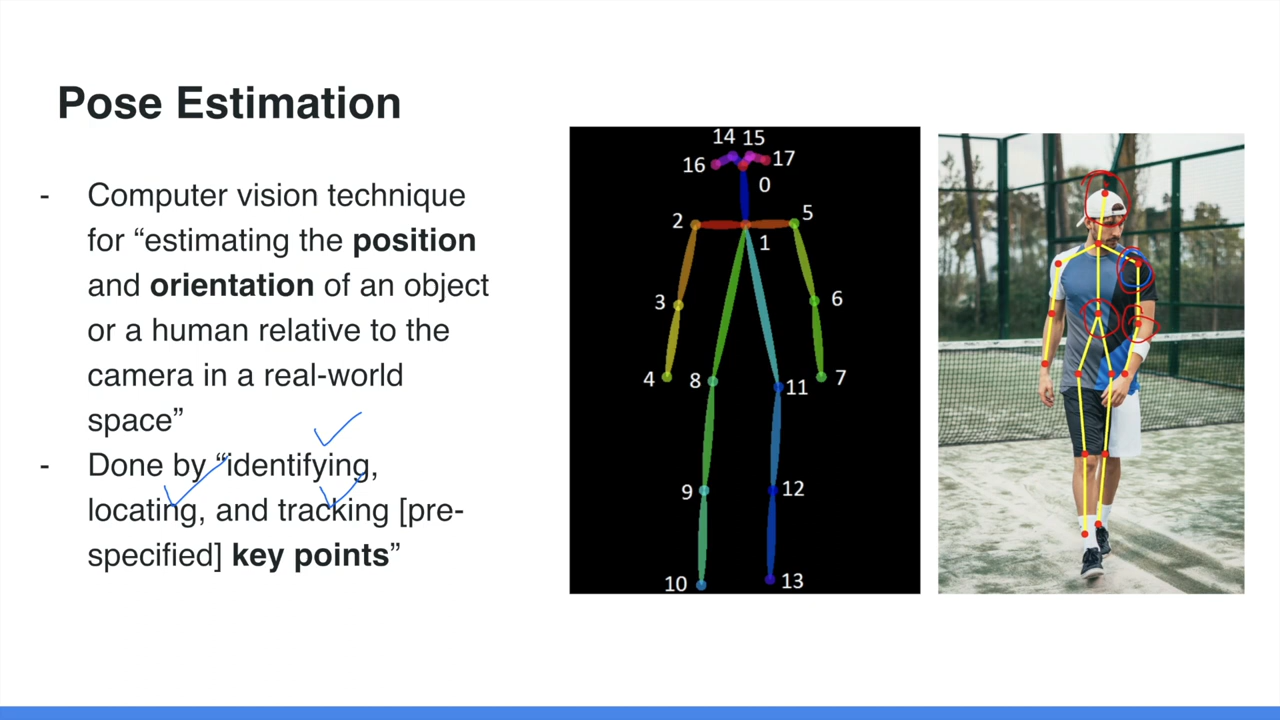 Pose Estimation
- Computer vision technique
for “estimating the position
and orientation of an object
or a human relative to the
camera in a real-world
space”
- Done by “identifying,
locating, and tracking [pre-
specified] key points”
14 15
16 17
0
2 5
1
3 6
4 8 11 7
9 12
10 13